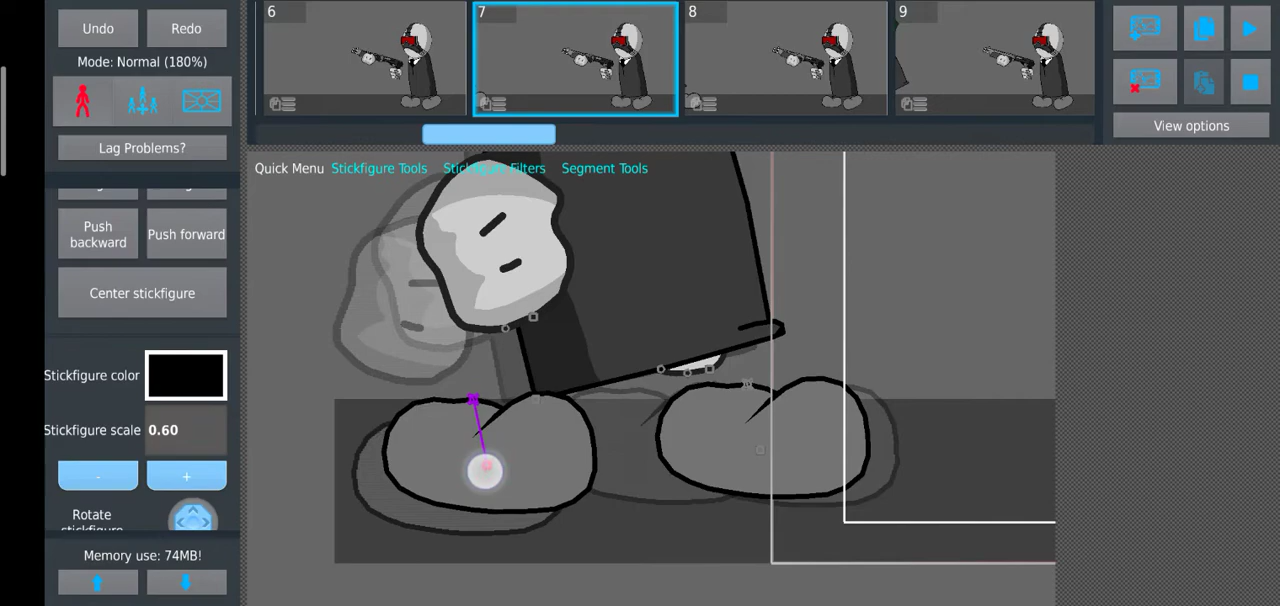 Undo
Redo
Mode: Normal (180%)
Lag Problems?
Push backward
Push forward
Center stickfigure
Stickfigure color
Stickfigure scale
0.60
-
+
Rotate
Memory use: 74MB!
6
7
8
9
View options
Quick Menu
Stickfigure Tools
Stickfigure Filters
Segment Tools